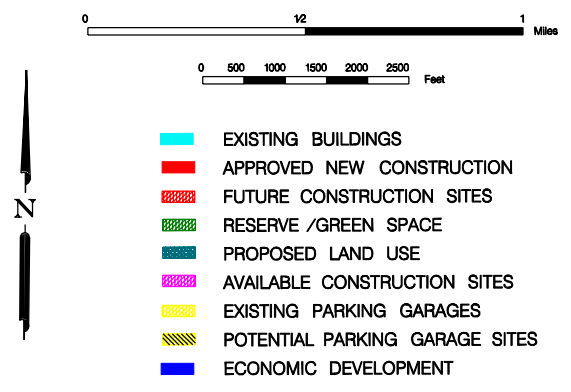 0 1/2 1 Miles
0 500 1000 1500 2000 2500 Feet
N
EXISTING BUILDINGS
APPROVED NEW CONSTRUCTION
FUTURE CONSTRUCTION SITES
RESERVE /GREEN SPACE
PROPOSED LAND USE
AVAILABLE CONSTRUCTION SITES
EXISTING PARKING GARAGES
POTENTIAL PARKING GARAGE SITES
ECONOMIC DEVELOPMENT